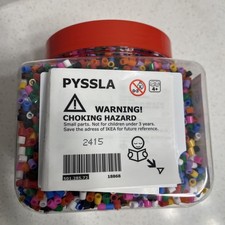 PYSSLA
WARNING!
CHOKING HAZARD
Small parts. Not for children under 3 years.
Save the adress of IKEA for future reference.
2415
18868